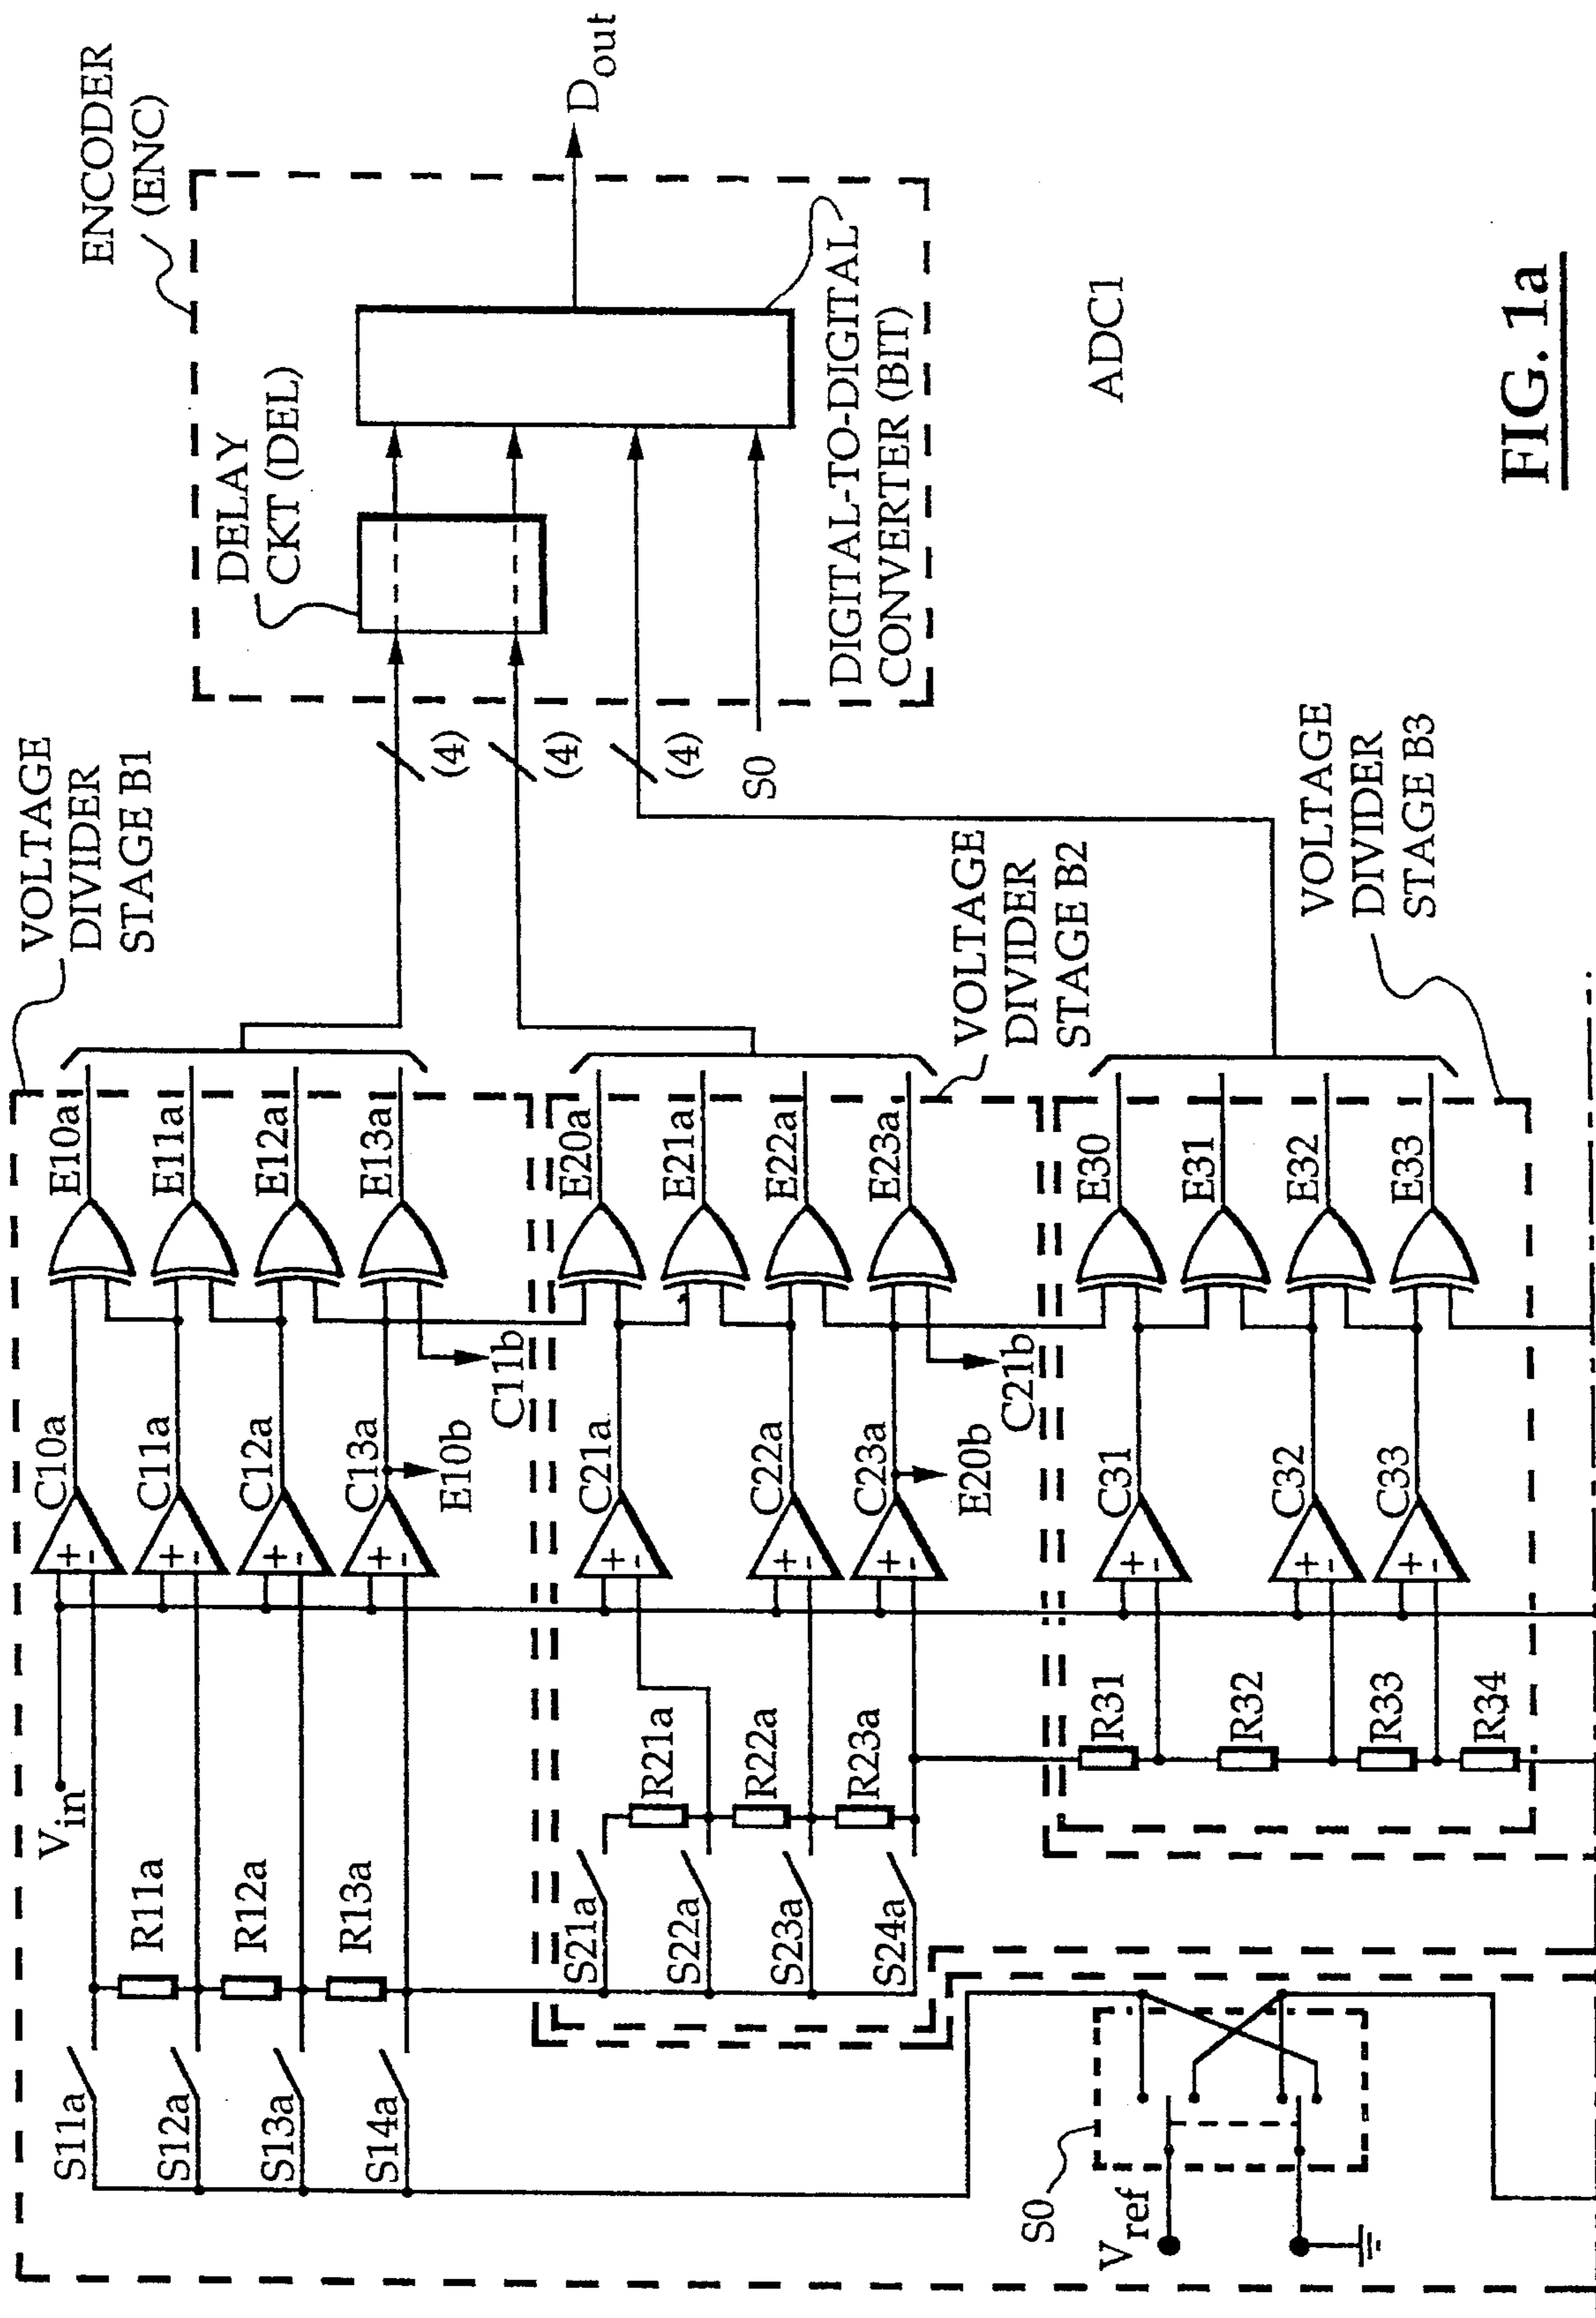 VOLTAGE
DIVIDER
STAGE B1
ENCODER
(ENC)
DELAY
CKT (DEL)
D
out
DIGITAL-TO-DIGITAL
CONVERTER (BIT)
ADC1
(4)
(4)
(4)
S0
V
in
S11a
S12a
S13a
S14a
R11a
R12a
R13a
+
-
+
-
+
-
+
-
C10a
C11a
C12a
C13a
E10b
C11b
E10a
E11a
E12a
E13a
VOLTAGE
DIVIDER
STAGE B2
S21a
S22a
S23a
S24a
R21a
R22a
R23a
+
-
+
-
+
-
C21a
C22a
C23a
E20b
C21b
E20a
E21a
E22a
E23a
VOLTAGE
DIVIDER
STAGE B3
R31
R32
R33
R34
+
-
+
-
+
-
C31
C32
C33
E30
E31
E32
E33
S0
V
ref
FIG. 1a